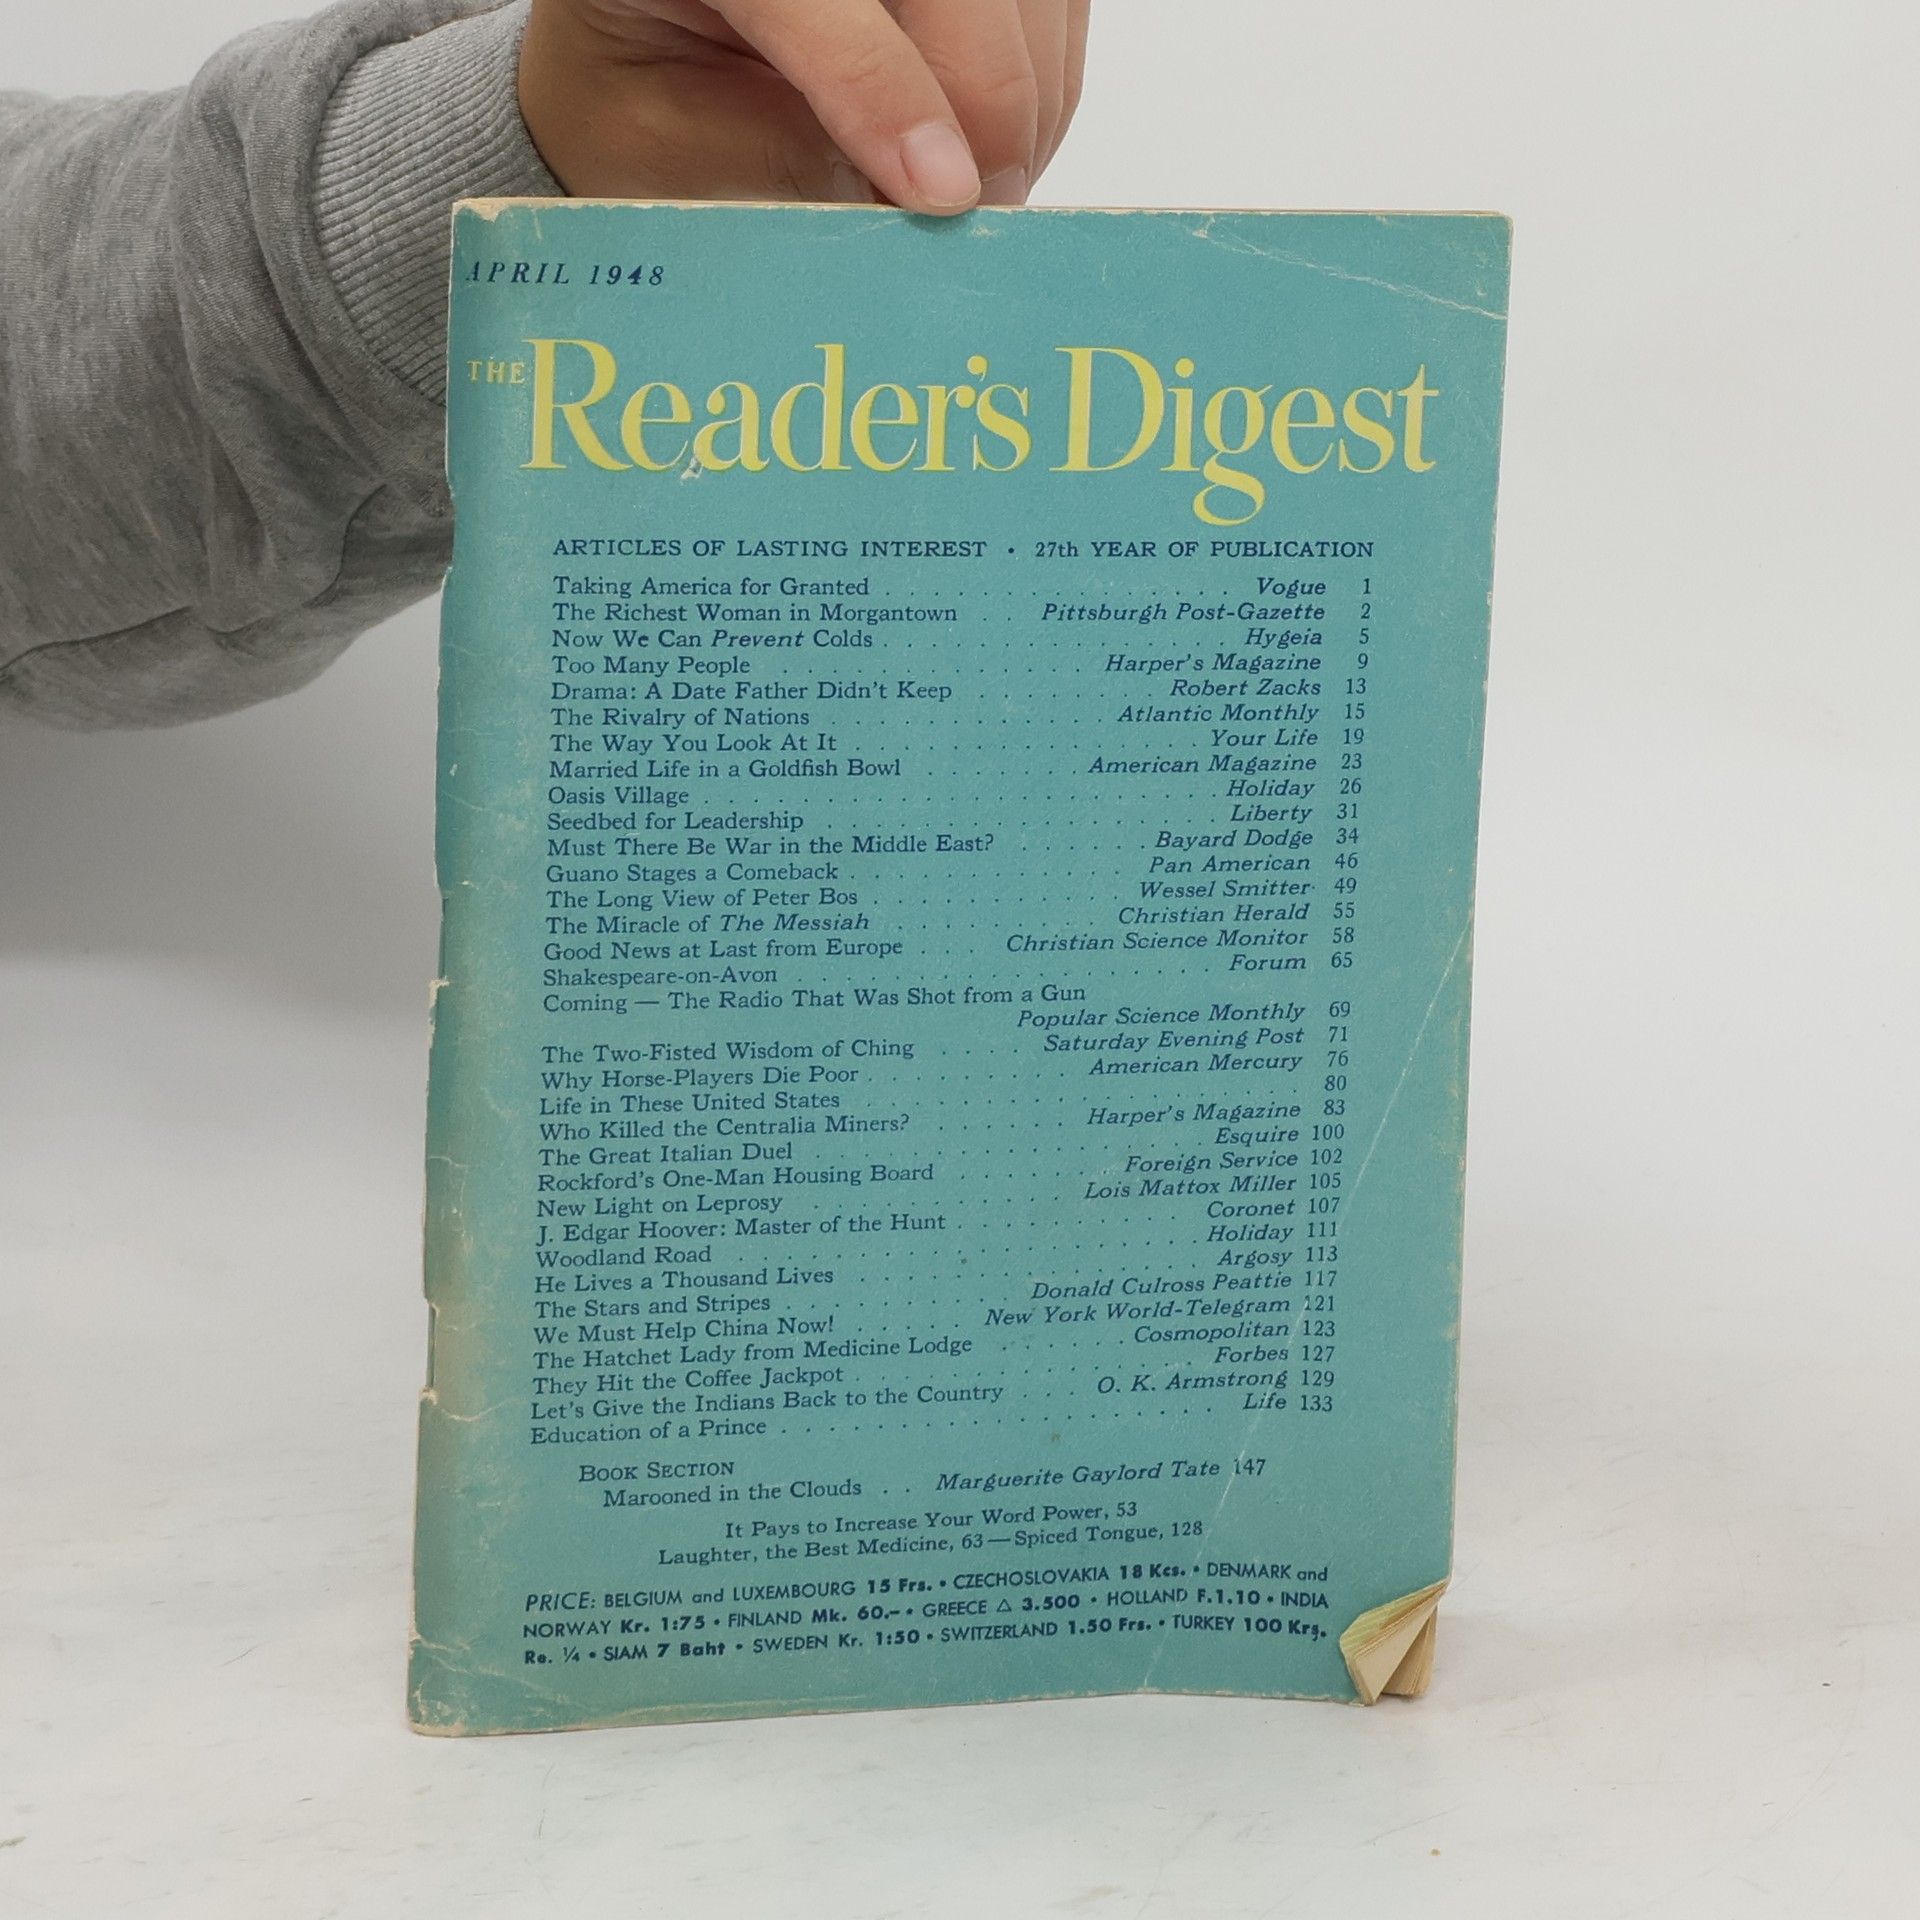 APRIL 1948
THE Reader's Digest
ARTICLES OF LASTING INTEREST • 27th YEAR OF PUBLICATION
Taking America for Granted . . . . . . . . . . . . . . . Vogue 1
The Richest Woman in Morgantown . . Pittsburgh Post-Gazette 2
Now We Can Prevent Colds . . . . . . . . . . . . . . . Hygeia 5
Too Many People . . . . . . . . . . . . . Harper's Magazine 9
Drama: A Date Father Didn't Keep . . . . . . . . Robert Zacks 13
The Rivalry of Nations . . . . . . . . . . . . Atlantic Monthly 15
The Way You Look At It . . . . . . . . . . . . . . . Your Life 19
Married Life in a Goldfish Bowl . . . . . . . American Magazine 23
Oasis Village . . . . . . . . . . . . . . . . . . . . . . Holiday 26
Seedbed for Leadership . . . . . . . . . . . . . . . . . Liberty 31
Must There Be War in the Middle East? . . . . . . Bayard Dodge 34
Guano Stages a Comeback . . . . . . . . . . . . Pan American 46
The Long View of Peter Bos . . . . . . . . . . . Wessel Smitter 49
The Miracle of The Messiah . . . . . . . . . . Christian Herald 55
Good News at Last from Europe . . . Christian Science Monitor 58
Shakespeare-on-Avon . . . . . . . . . . . . . . . . . . Forum 65
Coming — The Radio That Was Shot from a Gun
Popular Science Monthly 69
The Two-Fisted Wisdom of Ching . . . . Saturday Evening Post 71
Why Horse-Players Die Poor . . . . . . . . . . American Mercury 76
Life in These United States . . . . . . . . . . . . . . . . . . 80
Who Killed the Centralia Miners? . . . . . . Harper's Magazine 83
The Great Italian Duel . . . . . . . . . . . . . . . . . Esquire 100
Rockford's One-Man Housing Board . . . . . . . Foreign Service 102
New Light on Leprosy . . . . . . . . . . . Lois Mattox Miller 105
J. Edgar Hoover: Master of the Hunt . . . . . . . . . . Coronet 107
Woodland Road . . . . . . . . . . . . . . . . . . . . Holiday 111
He Lives a Thousand Lives . . . . . . . . . . . . . . . Argosy 113
The Stars and Stripes . . . . . . . . . . Donald Culross Peattie 117
We Must Help China Now! . . . . . New York World-Telegram 121
The Hatchet Lady from Medicine Lodge . . . . . . Cosmopolitan 123
They Hit the Coffee Jackpot . . . . . . . . . . . . . . . Forbes 127
Let's Give the Indians Back to the Country . . . O. K. Armstrong 129
Education of a Prince . . . . . . . . . . . . . . . . . . . Life 133
BOOK SECTION
Marooned in the Clouds . . Marguerite Gaylord Tate 147
It Pays to Increase Your Word Power, 53
Laughter, the Best Medicine, 63 — Spiced Tongue, 128
PRICE: BELGIUM and LUXEMBOURG 15 Frs. • CZECHOSLOVAKIA 18 Kcs. • DENMARK and
NORWAY Kr. 1:75 • FINLAND Mk. 60.– • GREECE Δ 3.500 • HOLLAND F.1.10 • INDIA
Re. ¼ • SIAM 7 Baht • SWEDEN Kr. 1:50 • SWITZERLAND 1.50 Frs. • TURKEY 100 Krş.